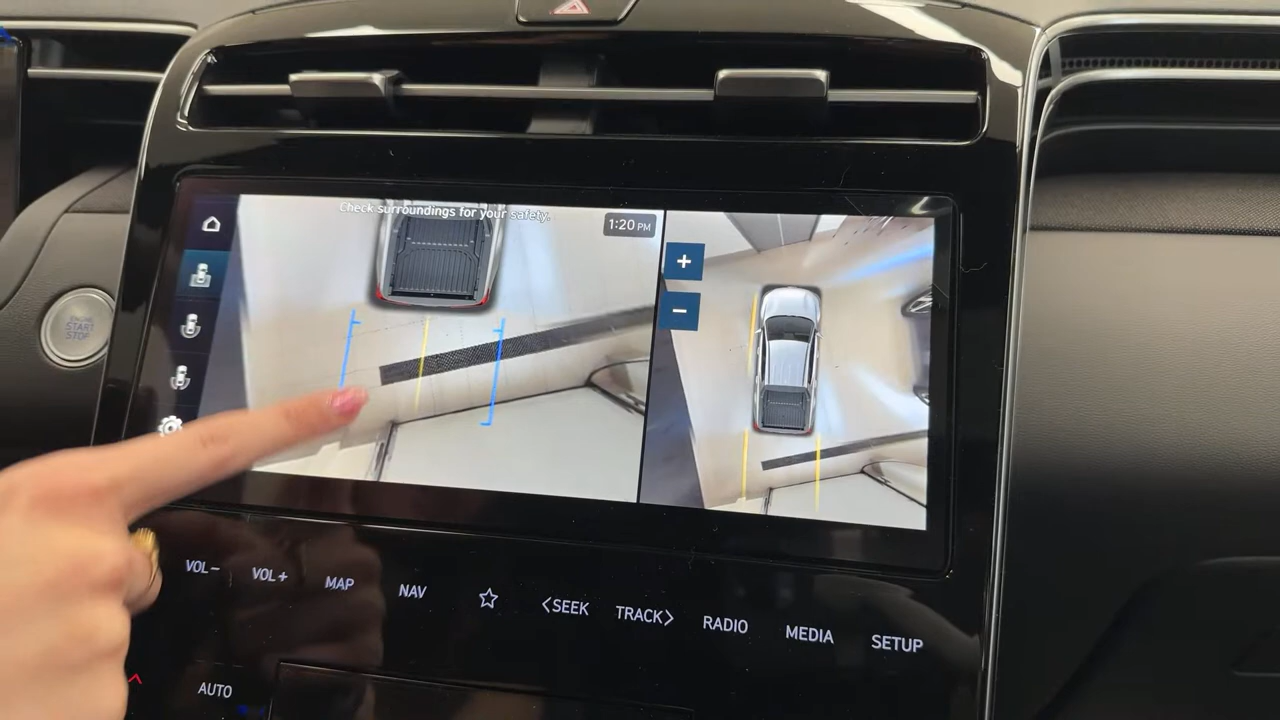 Check surroundings for your safety.
1:20 PM
+
−
ENGINE
START
STOP
VOL−
VOL+
MAP
NAV
<SEEK
TRACK>
RADIO
MEDIA
SETUP
AUTO